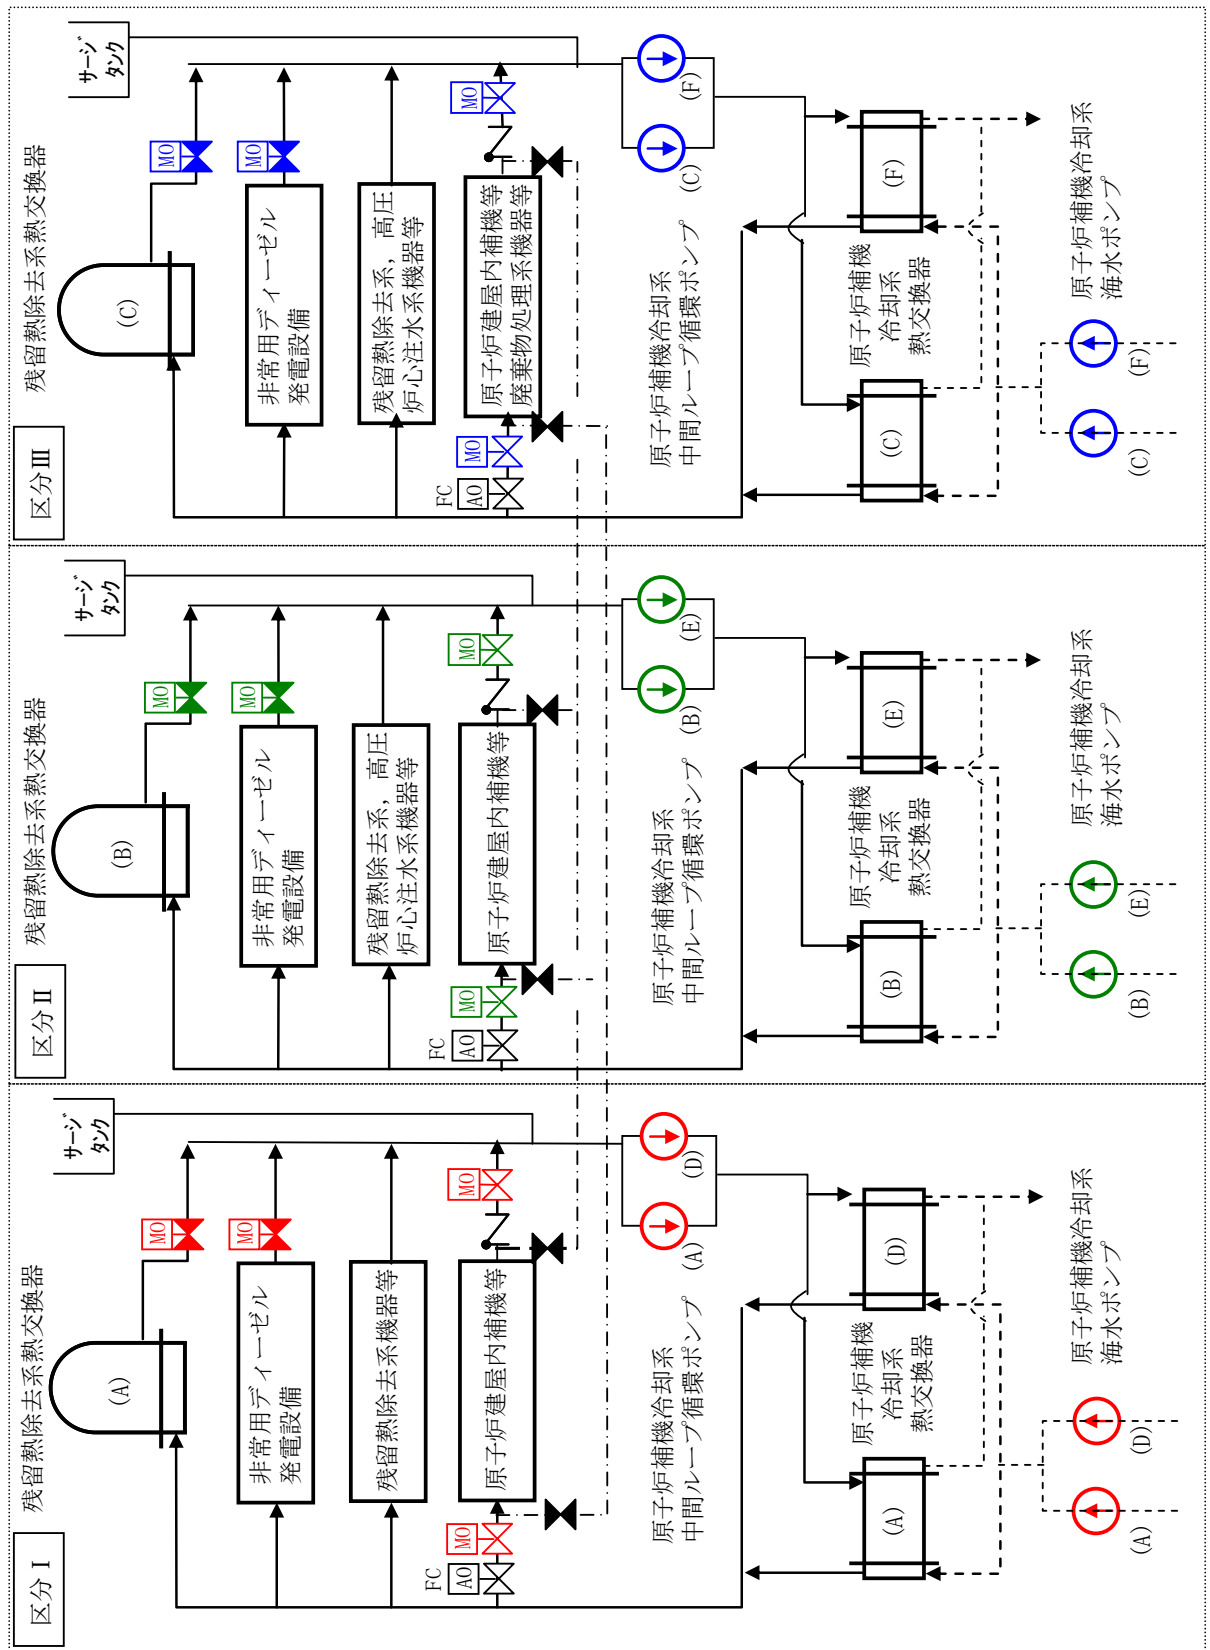 区分Ⅰ
残留熱除去系熱交換器
(A)
サージ
タンク
MO
非常用ディーゼル
発電設備
MO
残留熱除去系機器等
原子炉建屋内補機等
FC
AO
MO
MO
原子炉補機冷却系
中間ループ循環ポンプ
(A)
(D)
原子炉補機
冷却系
熱交換器
(A)
(D)
原子炉補機冷却系
海水ポンプ
(A)
(D)
区分Ⅱ
残留熱除去系熱交換器
(B)
サージ
タンク
MO
非常用ディーゼル
発電設備
MO
残留熱除去系，高圧
炉心注水系機器等
原子炉建屋内補機等
FC
AO
MO
MO
原子炉補機冷却系
中間ループ循環ポンプ
(B)
(E)
原子炉補機
冷却系
熱交換器
(B)
(E)
原子炉補機冷却系
海水ポンプ
(B)
(E)
区分Ⅲ
残留熱除去系熱交換器
(C)
サージ
タンク
MO
非常用ディーゼル
発電設備
MO
残留熱除去系，高圧
炉心注水系機器等
原子炉建屋内補機等
廃棄物処理系機器等
FC
AO
MO
MO
原子炉補機冷却系
中間ループ循環ポンプ
(C)
(F)
原子炉補機
冷却系
熱交換器
(C)
(F)
原子炉補機冷却系
海水ポンプ
(C)
(F)